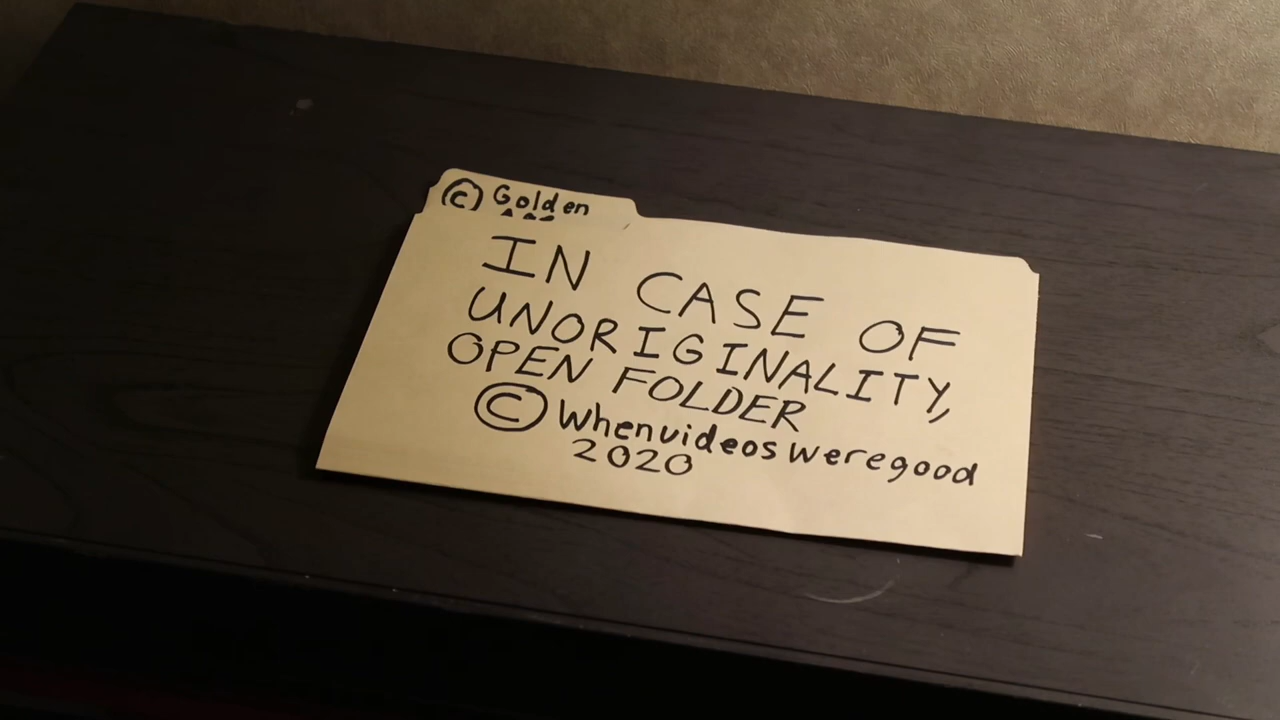 © Golden
IN CASE OF
UNORIGINALITY,
OPEN FOLDER
© Whenvideosweregood
2020